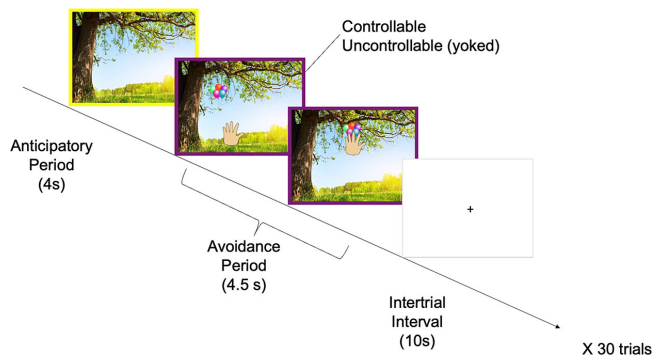 Controllable
Uncontrollable (yoked)
Anticipatory
Period
(4s)
+
Avoidance
Period
(4.5 s)
Intertrial
Interval
(10s)
X 30 trials